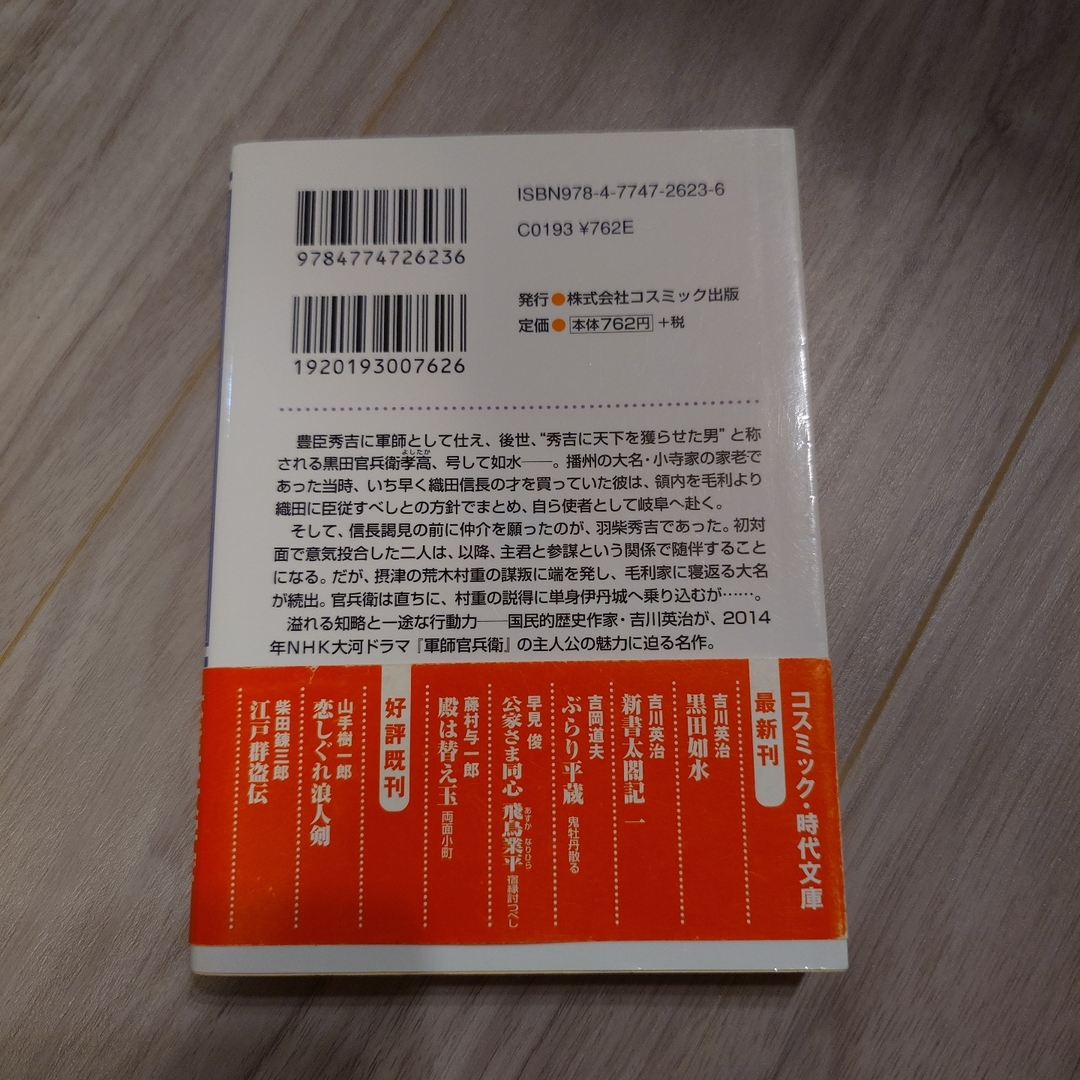 ISBN978-4-7747-2623-6
C0193 ¥762E
9784774726236
発行●株式会社コスミック出版
定価●本体762円+税
1920193007626
豊臣秀吉に軍師として仕え、後世、“秀吉に天下を獲らせた男”と称
よしたか
される黒田官兵衛孝高、号して如水――。播州の大名・小寺家の家老で
あった当時、いち早く織田信長の才を買っていた彼は、領内を毛利より
織田に臣従すべしとの方針でまとめ、自ら使者として岐阜へ赴く。
そして、信長謁見の前に仲介を願ったのが、羽柴秀吉であった。初対
面で意気投合した二人は、以降、主君と参謀という関係で随伴すること
になる。だが、摂津の荒木村重の謀叛に端を発し、毛利家に寝返る大名
が続出。官兵衛は直ちに、村重の説得に単身伊丹城へ乗り込むが……。
溢れる知略と一途な行動力――国民的歴史作家・吉川英治が、2014
年NHK大河ドラマ『軍師官兵衛』の主人公の魅力に迫る名作。
コスミック・時代文庫
最新刊
吉川英治
黒田如水
吉川英治
新書太閤記 一
吉岡道夫
ぶらり平蔵 鬼牡丹散る
早見 俊
公家さま同心 飛鳥業平 宿縁討つべし
あすか なりひら
藤村与一郎
殿は替え玉 両面小町
好評既刊
山手樹一郎
恋しぐれ浪人剣
柴田錬三郎
江戸群盗伝